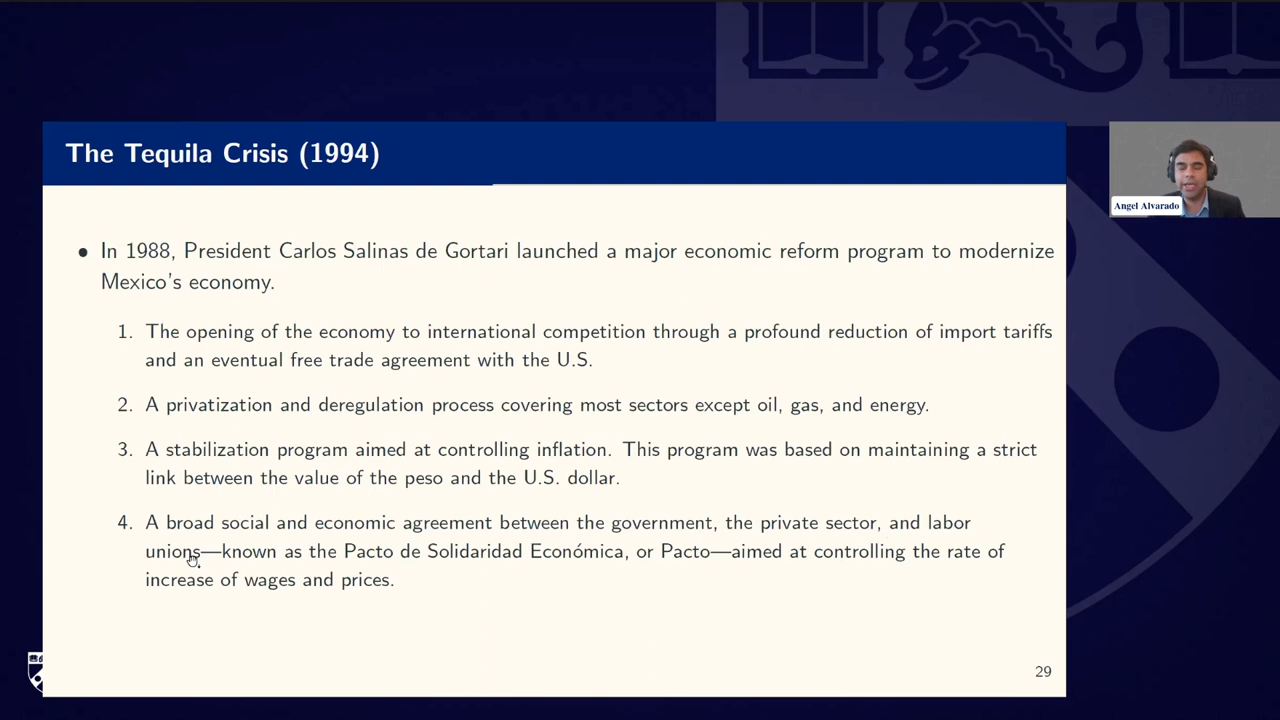 The Tequila Crisis (1994)
• In 1988, President Carlos Salinas de Gortari launched a major economic reform program to modernize
Mexico's economy.
1. The opening of the economy to international competition through a profound reduction of import tariffs
and an eventual free trade agreement with the U.S.
2. A privatization and deregulation process covering most sectors except oil, gas, and energy.
3. A stabilization program aimed at controlling inflation. This program was based on maintaining a strict
link between the value of the peso and the U.S. dollar.
4. A broad social and economic agreement between the government, the private sector, and labor
unions—known as the Pacto de Solidaridad Económica, or Pacto—aimed at controlling the rate of
increase of wages and prices.
29
Angel Alvarado